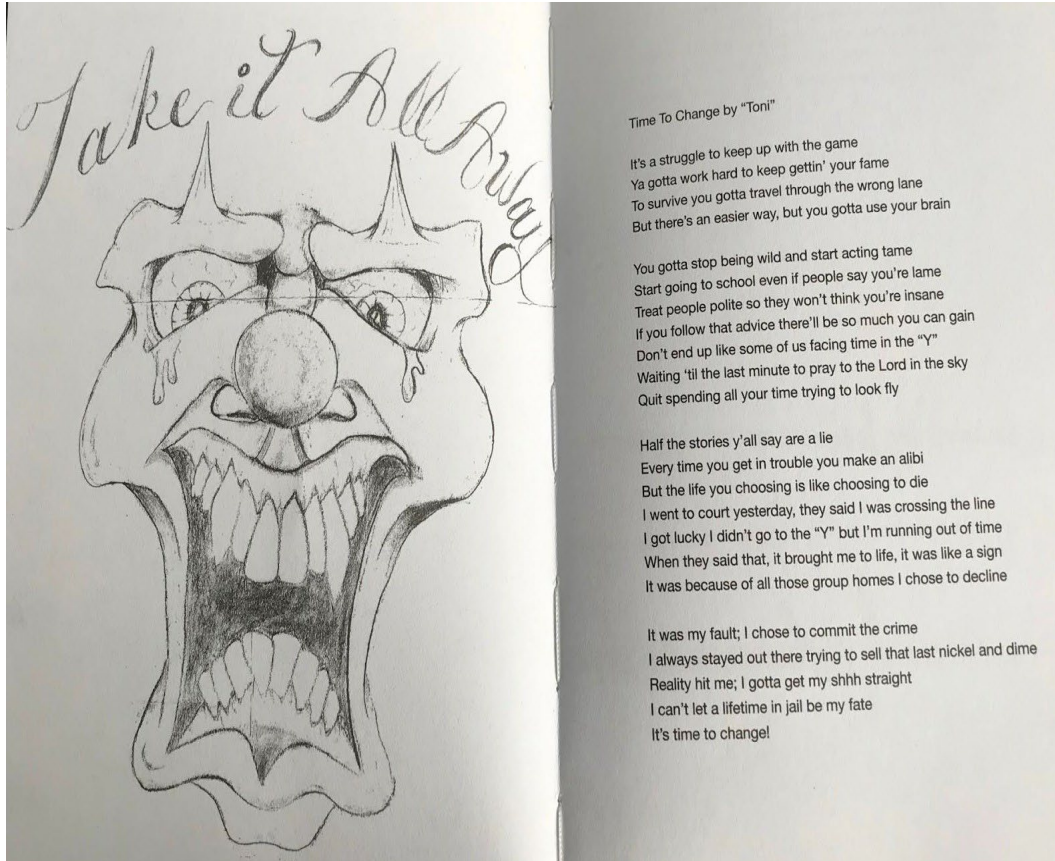 Take it All Away
Time To Change by “Toni”
It's a struggle to keep up with the game
Ya gotta work hard to keep gettin' your fame
To survive you gotta travel through the wrong lane
But there's an easier way, but you gotta use your brain
You gotta stop being wild and start acting tame
Start going to school even if people say you're lame
Treat people polite so they won't think you're insane
If you follow that advice there'll be so much you can gain
Don't end up like some of us facing time in the “Y”
Waiting ‘til the last minute to pray to the Lord in the sky
Quit spending all your time trying to look fly
Half the stories y'all say are a lie
Every time you get in trouble you make an alibi
But the life you choosing is like choosing to die
I went to court yesterday, they said I was crossing the line
I got lucky I didn't go to the “Y” but I'm running out of time
When they said that, it brought me to life, it was like a sign
It was because of all those group homes I chose to decline
It was my fault; I chose to commit the crime
I always stayed out there trying to sell that last nickel and dime
Reality hit me; I gotta get my shhh straight
I can't let a lifetime in jail be my fate
It's time to change!